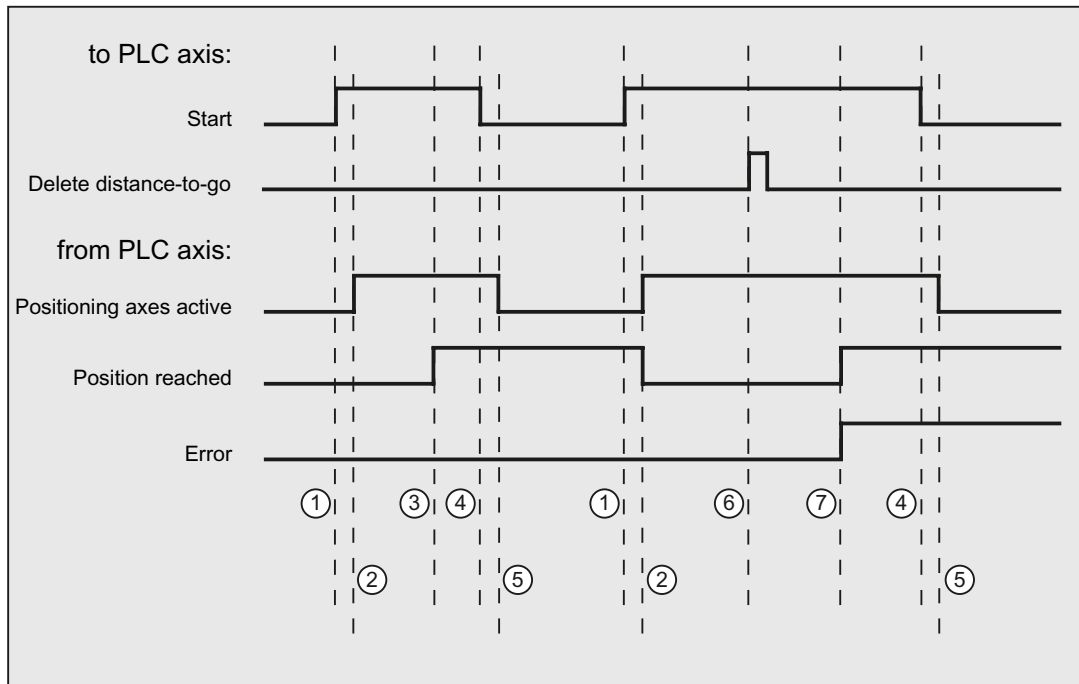 to PLC axis:
Start
Delete distance-to-go
from PLC axis:
Positioning axes active
Position reached
Error
① ③ ④ ① ⑥ ⑦ ④
② ⑤ ② ⑤